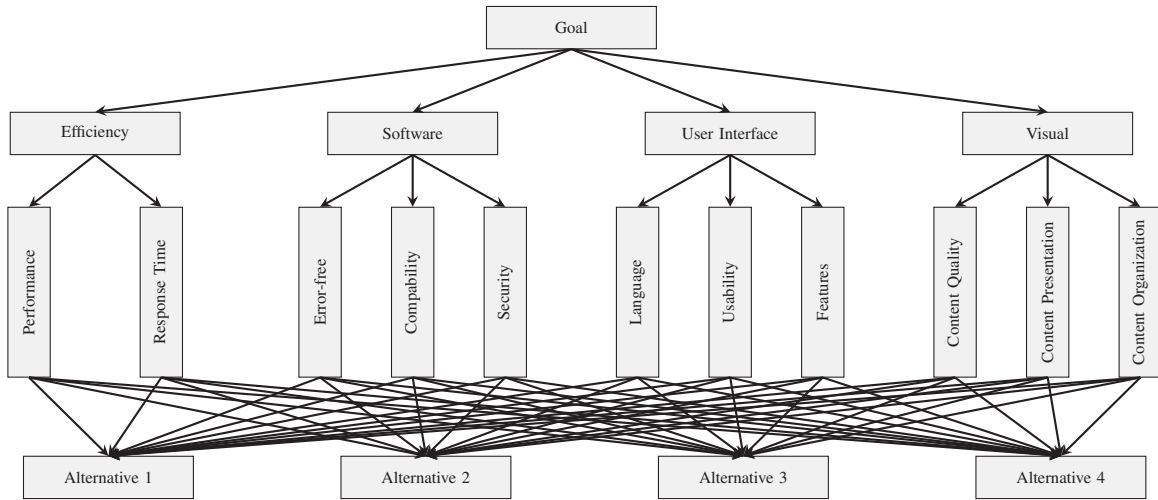 Goal
Efficiency
Software
User Interface
Visual
Performance
Response Time
Error-free
Compability
Security
Language
Usability
Features
Content Quality
Content Presentation
Content Organization
Alternative 1
Alternative 2
Alternative 3
Alternative 4